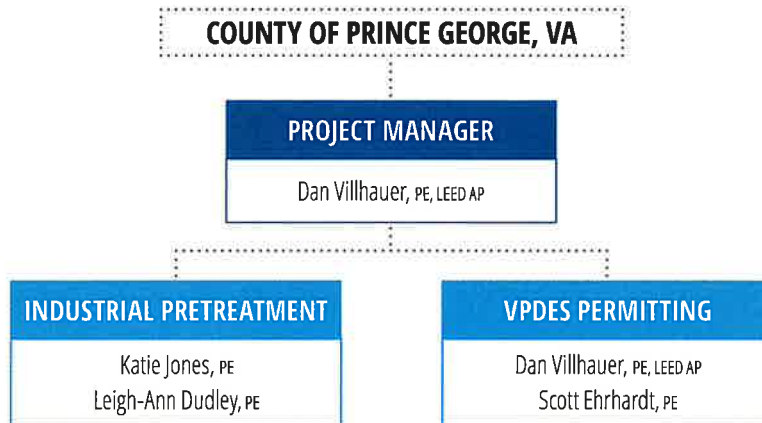 COUNTY OF PRINCE GEORGE, VA
PROJECT MANAGER
Dan Villhauer, PE, LEED AP
INDUSTRIAL PRETREATMENT
Katie Jones, PE
Leigh-Ann Dudley, PE
VPDES PERMITTING
Dan Villhauer, PE, LEED AP
Scott Ehrhardt, PE